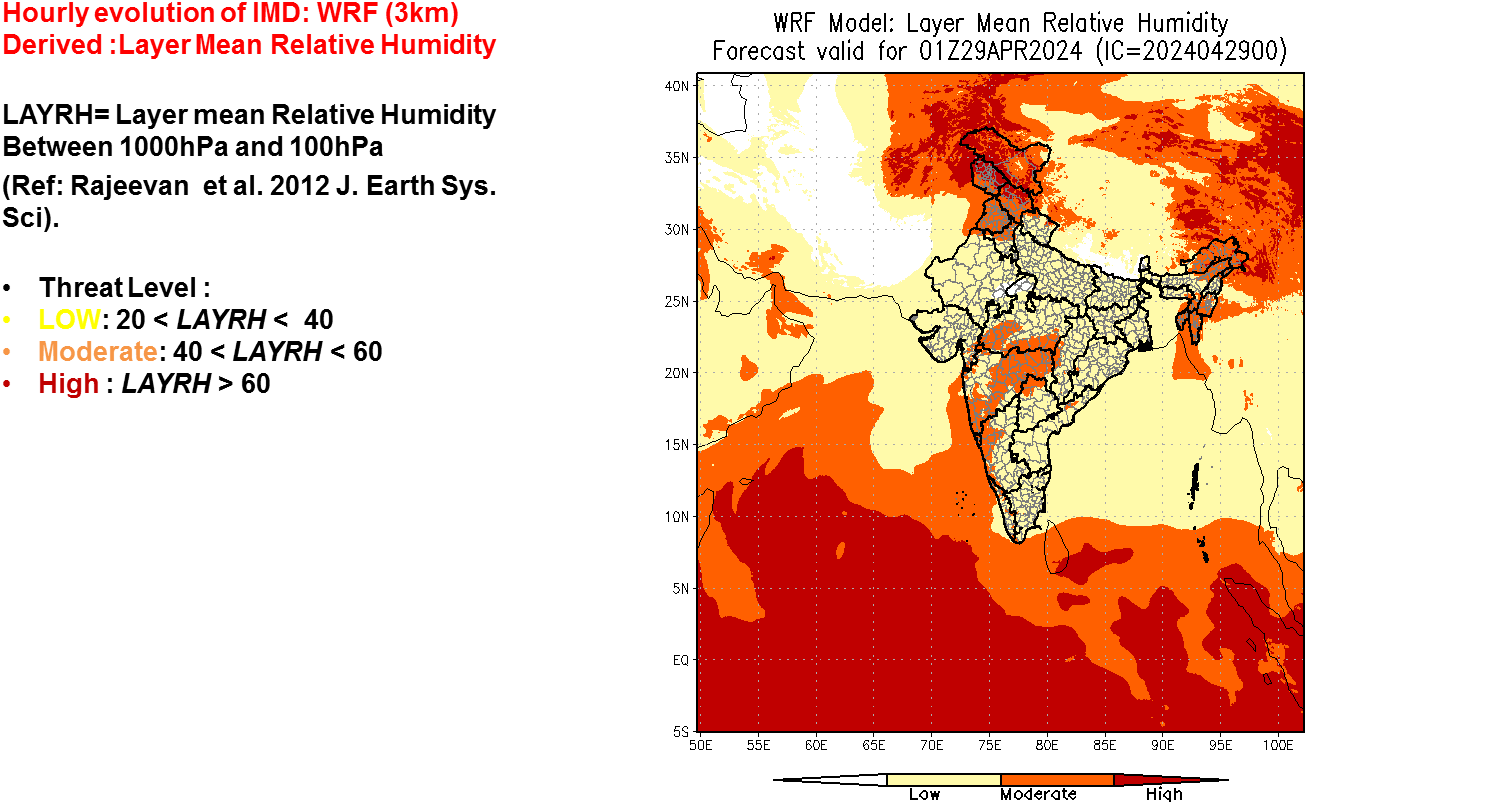 Hourly evolution of IMD: WRF (3km)
Derived :Layer Mean Relative Humidity
LAYRH= Layer mean Relative Humidity
Between 1000hPa and 100hPa
(Ref: Rajeevan et al. 2012 J. Earth Sys.
Sci).
• Threat Level :
• LOW: 20 < LAYRH < 40
• Moderate: 40 < LAYRH < 60
• High : LAYRH > 60
WRF Model: Layer Mean Relative Humidity
Forecast valid for 01Z29APR2024 (IC=2024042900)
40N
35N
30N
25N
20N
15N
10N
5N
EQ
5S
50E 55E 60E 65E 70E 75E 80E 85E 90E 95E 100E
Low Moderate High